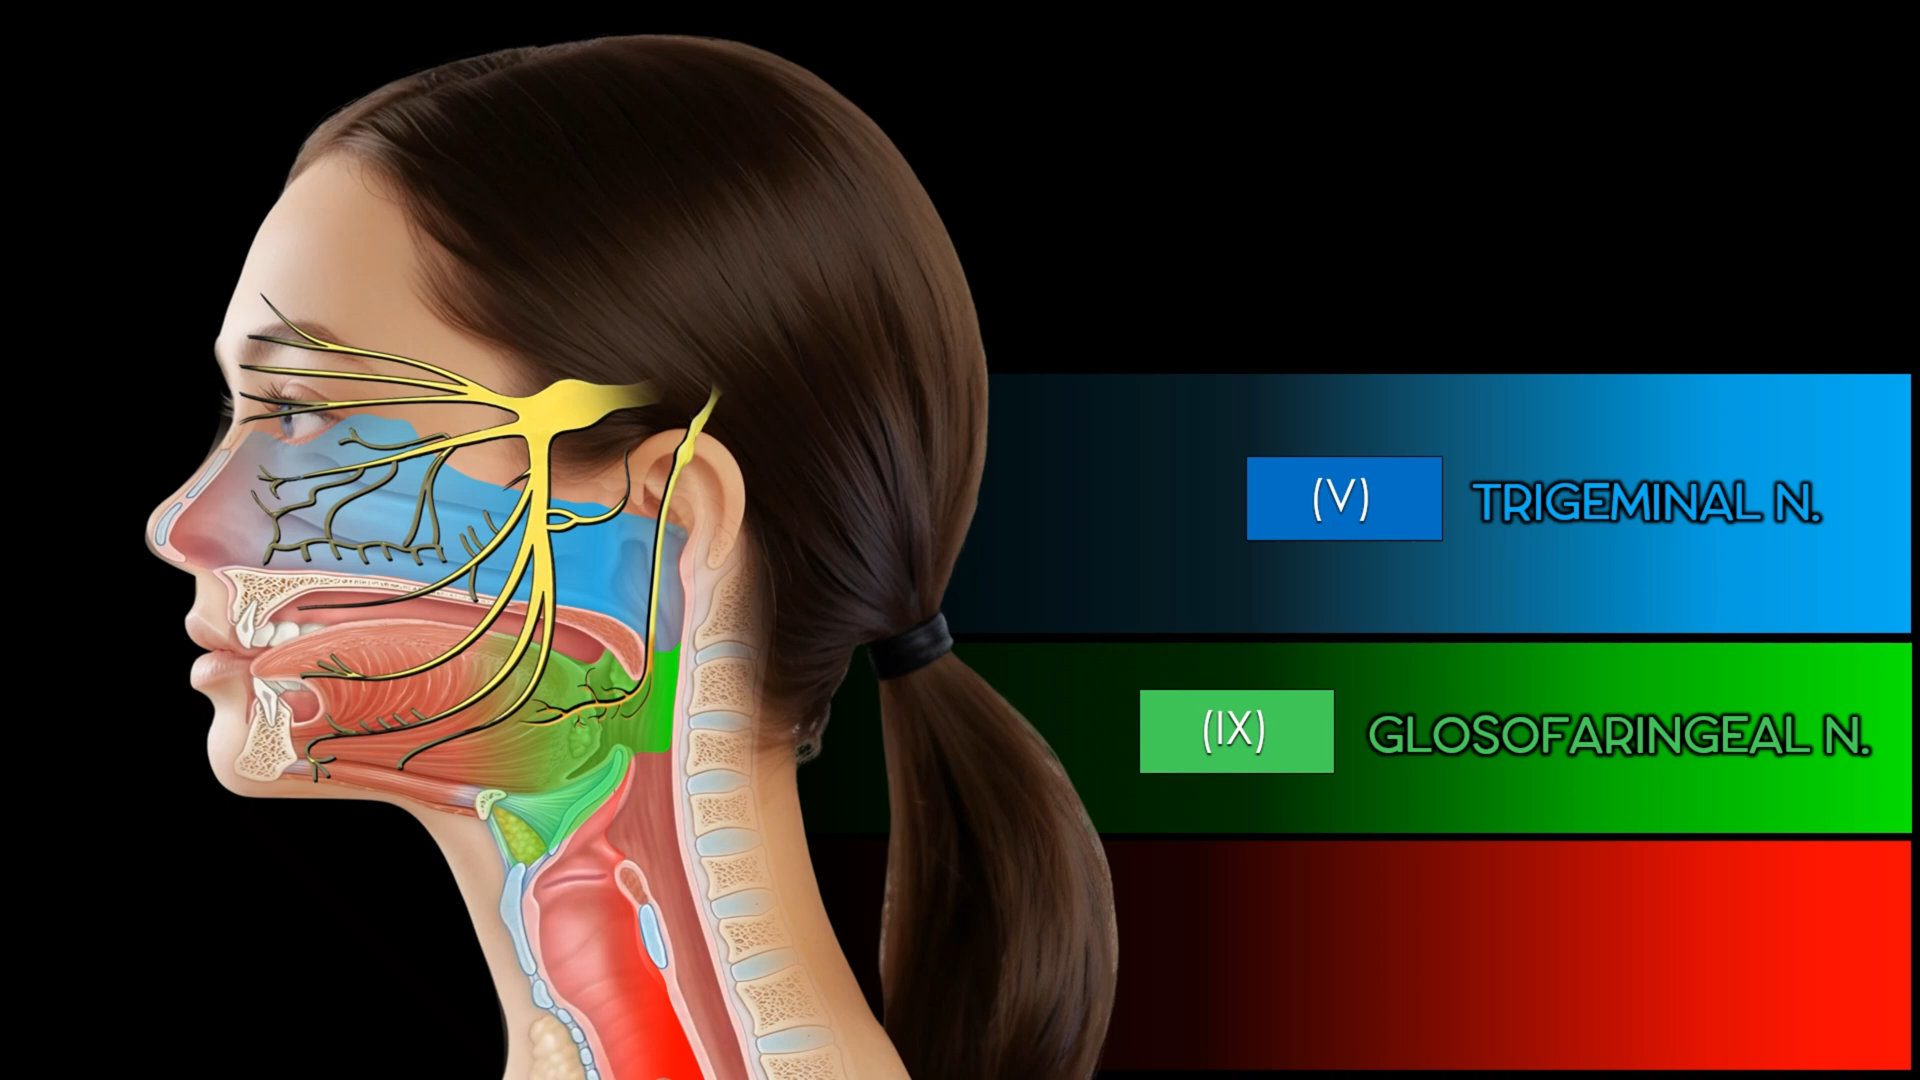 (V) TRIGEMINAL N.
(IX) GLOSOFARINGEAL N.